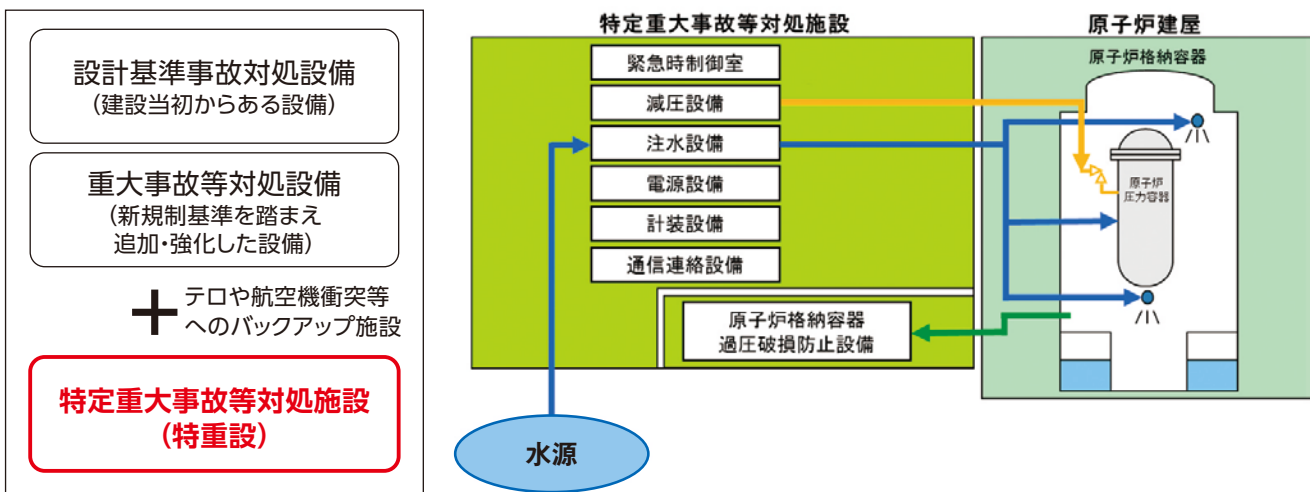 設計基準事故対処設備
(建設当初からある設備)
重大事故等対処設備
(新規制基準を踏まえ
追加・強化した設備)
＋
テロや航空機衝突等
へのバックアップ施設
特定重大事故等対処施設
(特重設)
特定重大事故等対処施設
緊急時制御室
減圧設備
注水設備
電源設備
計装設備
通信連絡設備
原子炉格納容器
過圧破損防止設備
水源
原子炉建屋
原子炉格納容器
原子炉
圧力容器